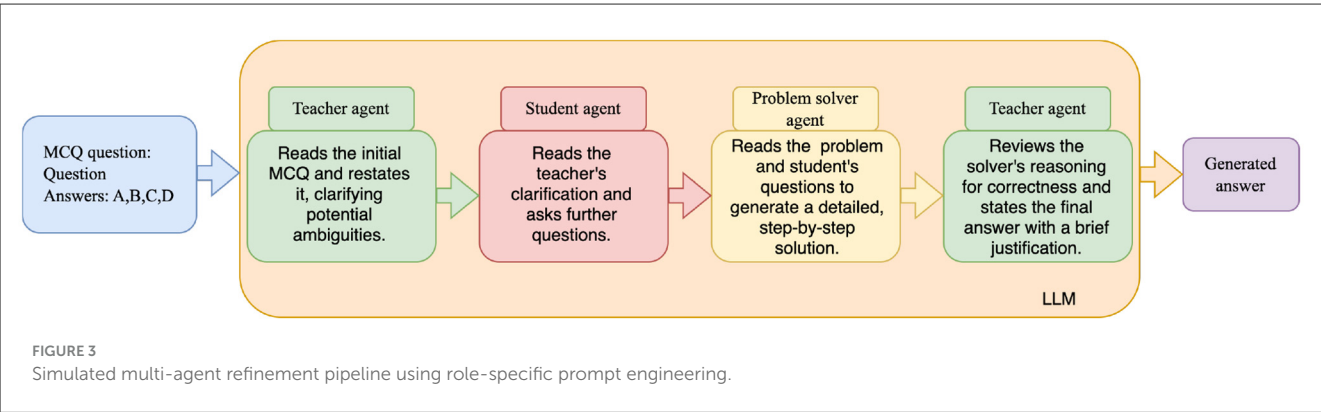 MCQ question:
Question
Answers: A,B,C,D
Teacher agent
Reads the initial
MCQ and restates
it, clarifying
potential
ambiguities.
Student agent
Reads the
teacher's
clarification and
asks further
questions.
Problem solver
agent
Reads the problem
and student's
questions to
generate a detailed,
step-by-step
solution.
Teacher agent
Reviews the
solver's reasoning
for correctness and
states the final
answer with a brief
justification.
LLM
Generated
answer
FIGURE 3
Simulated multi-agent refinement pipeline using role-specific prompt engineering.